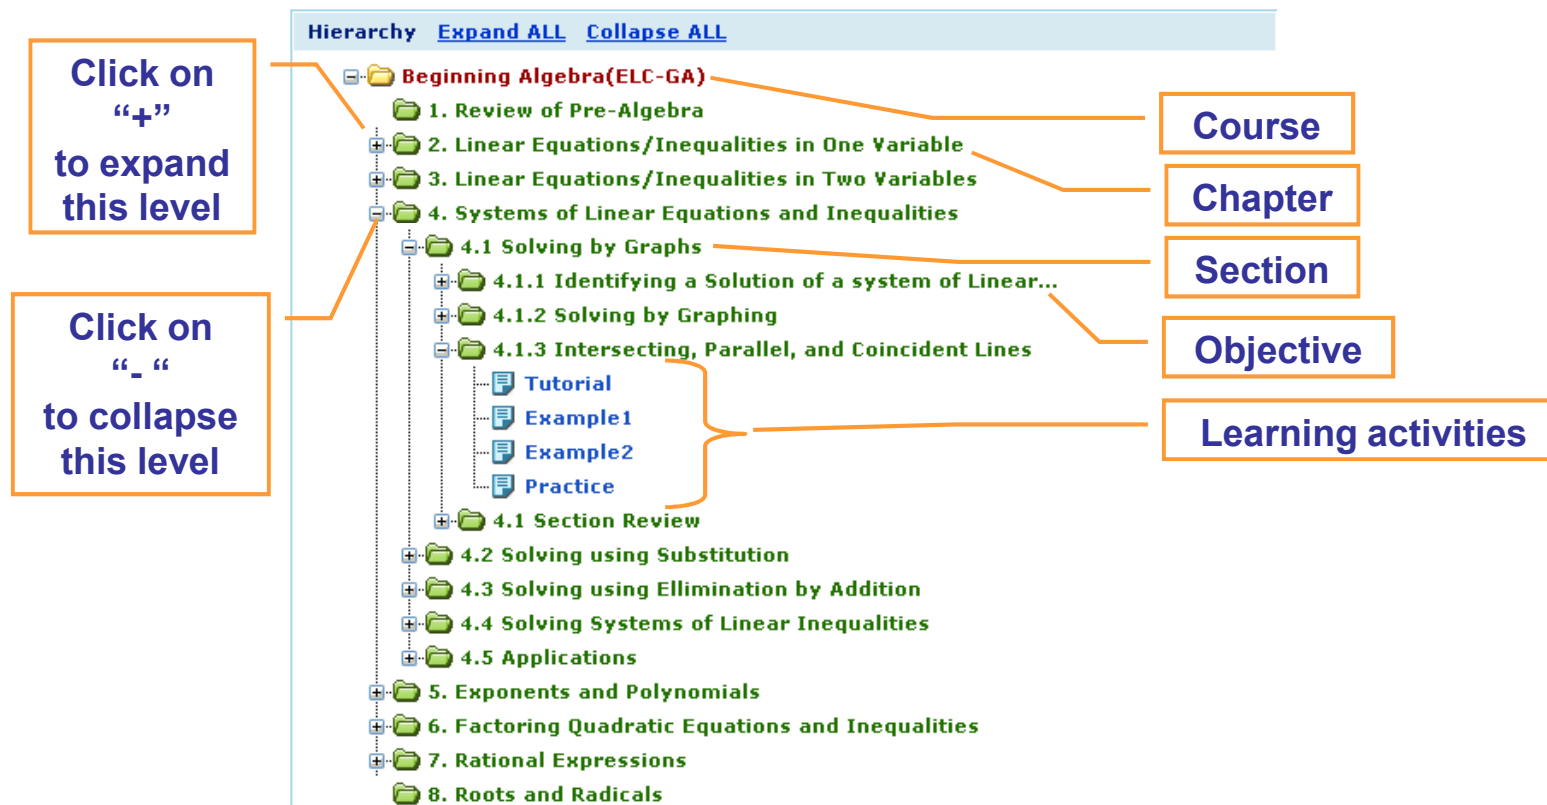 Hierarchy Expand ALL Collapse ALL
Click on
“+”
to expand
this level
Click on
“- “
to collapse
this level
Beginning Algebra(ELC-GA)
1. Review of Pre-Algebra
2. Linear Equations/Inequalities in One Variable
3. Linear Equations/Inequalities in Two Variables
4. Systems of Linear Equations and Inequalities
4.1 Solving by Graphs
4.1.1 Identifying a Solution of a system of Linear...
4.1.2 Solving by Graphing
4.1.3 Intersecting, Parallel, and Coincident Lines
Tutorial
Example1
Example2
Practice
4.1 Section Review
4.2 Solving using Substitution
4.3 Solving using Ellimination by Addition
4.4 Solving Systems of Linear Inequalities
4.5 Applications
5. Exponents and Polynomials
6. Factoring Quadratic Equations and Inequalities
7. Rational Expressions
8. Roots and Radicals
Course
Chapter
Section
Objective
Learning activities